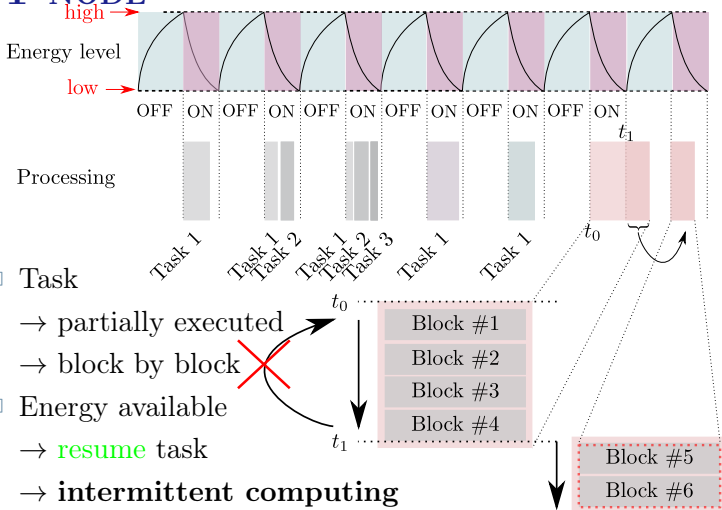 high
Energy level
low
OFF ON OFF ON OFF ON OFF ON OFF ON OFF ON
t1
Processing
t0
Task 1 Task 1 Task 2 Task 1 Task 2 Task 3 Task 1 Task 1
Task
→ partially executed
→ block by block
Energy available
→ resume task
→ intermittent computing
t0
Block #1
Block #2
Block #3
Block #4
t1
Block #5
Block #6